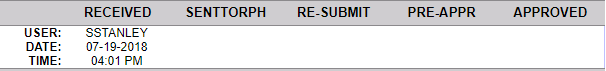 RECEIVED SENTTORPH RE-SUBMIT PRE-APPR APPROVED
USER: SSTANLEY
DATE: 07-19-2018
TIME: 04:01 PM